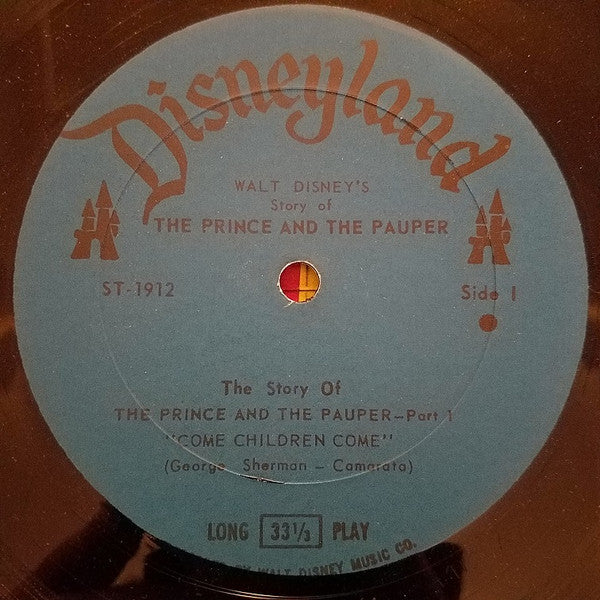 Disneyland
WALT DISNEY'S
Story of
THE PRINCE AND THE PAUPER
ST-1912
Side 1
The Story Of
THE PRINCE AND THE PAUPER-Part 1
"COME CHILDREN COME"
(George Sherman - Camarata)
LONG 33⅓ PLAY
BY WALT DISNEY MUSIC CO.